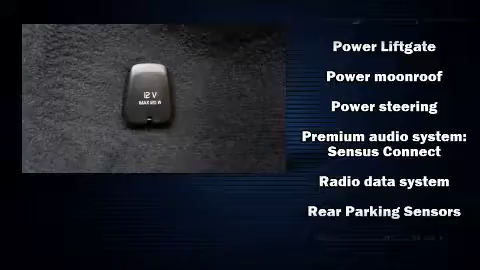 12 V
MAX 120 W
Power Liftgate
Power moonroof
Power steering
Premium audio system:
Sensus Connect
Radio data system
Rear Parking Sensors